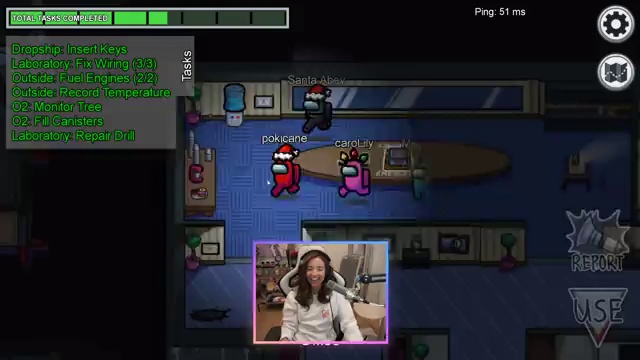 TOTAL TASKS COMPLETED
Ping: 51 ms
Dropship: Insert Keys
Laboratory: Fix Wiring (3/3)
Outside: Fuel Engines (2/2)
Outside: Record Temperature
O2: Monitor Tree
O2: Fill Canisters
Laboratory: Repair Drill
Tasks
Santa Abey
pokicane
caroLily
REPORT
USE